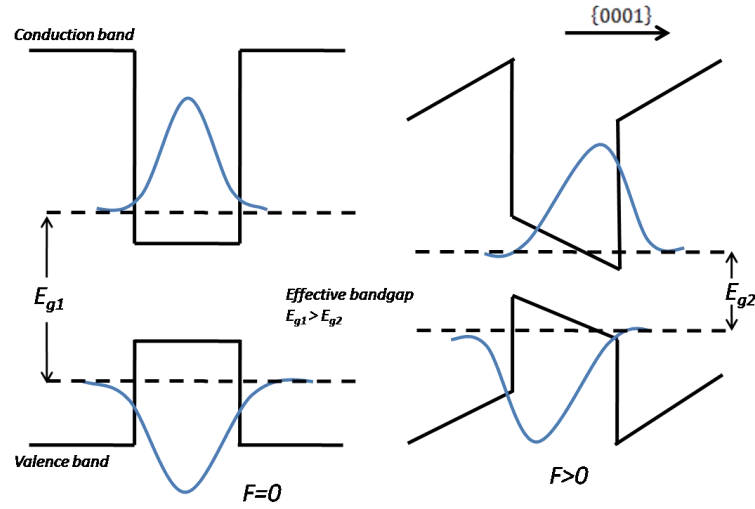 Conduction band
{0001}
E_g1
Effective bandgap
E_g1 > E_g2
E_g2
Valence band
F=0
F>0